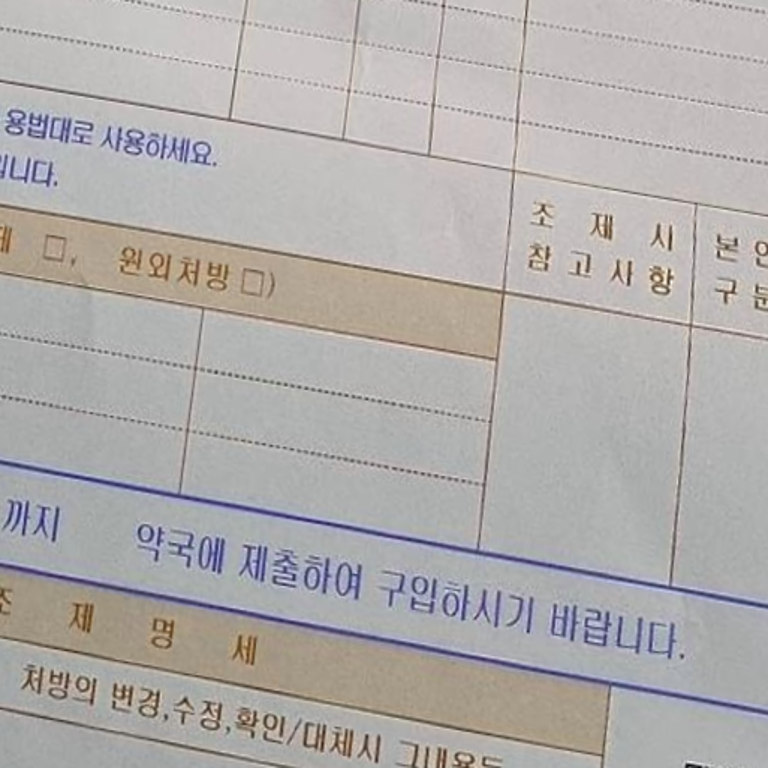 용법대로 사용하세요.
입니다.
조 제 시
참고사항
본인
구분
제 □, 원외처방 □)
까지 약국에 제출하여 구입하시기 바랍니다.
조 제 명 세
처방의 변경,수정,확인/대체시 그내용등